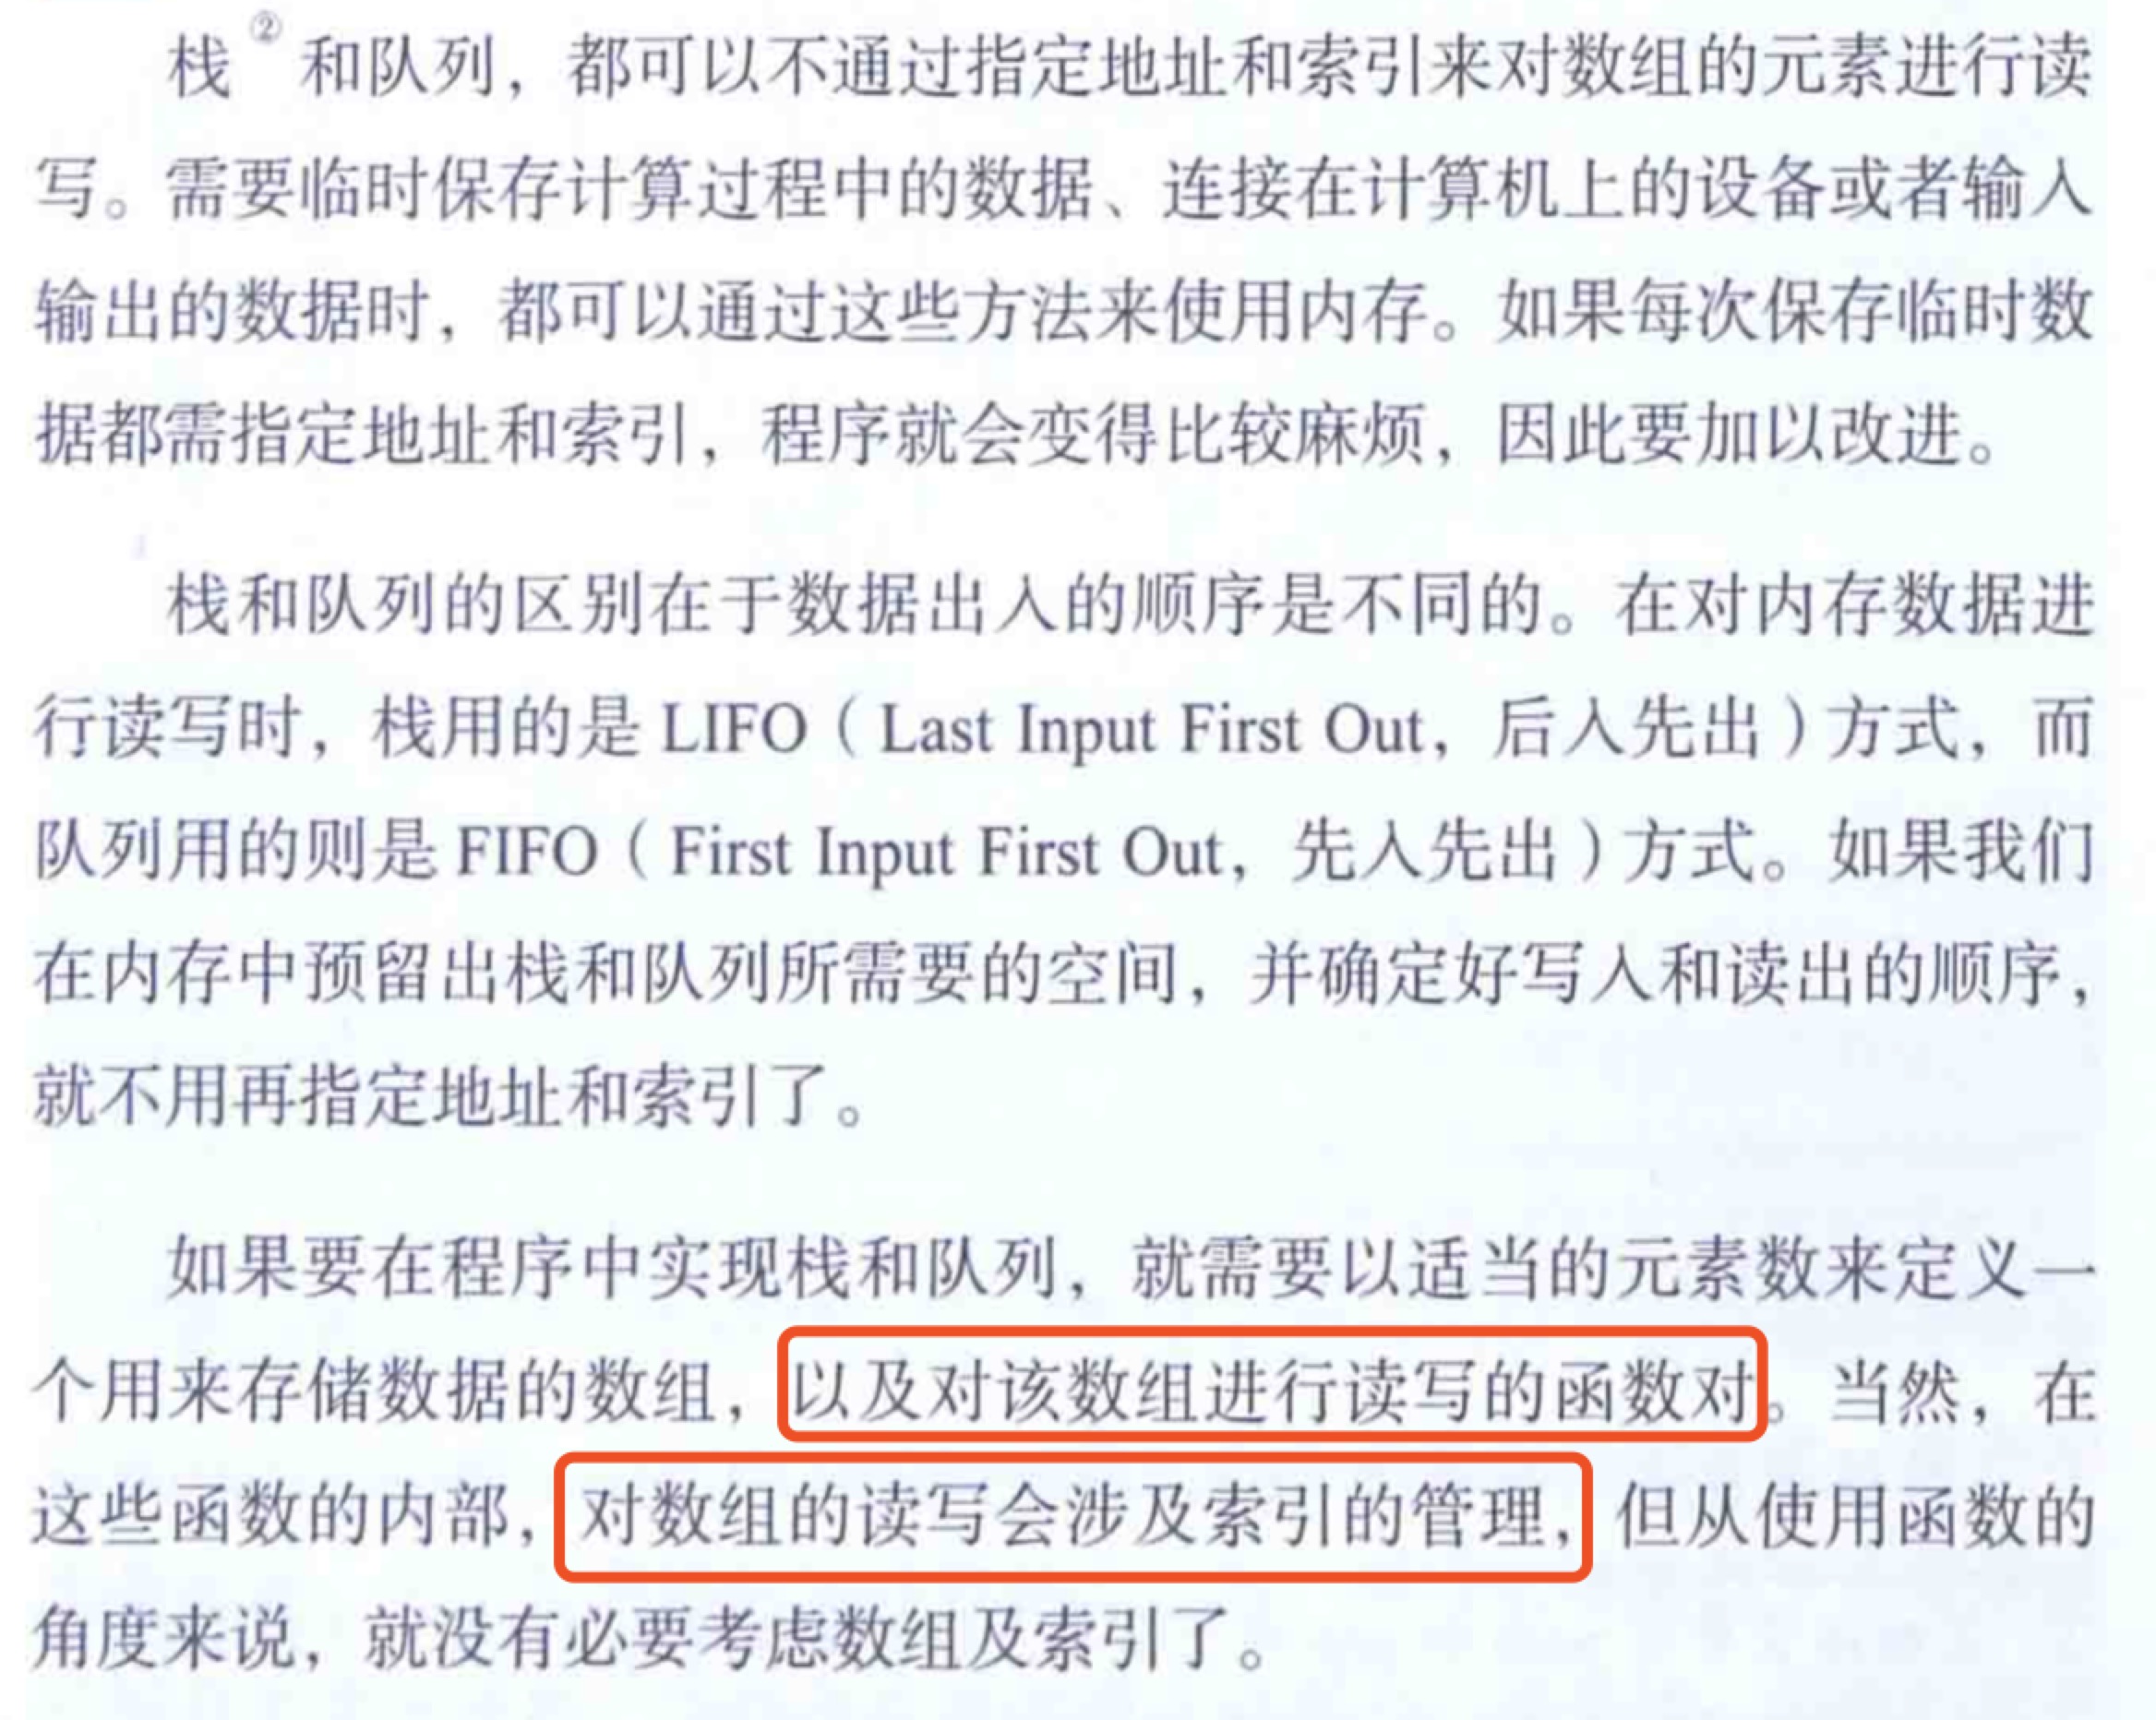 栈② 和队列，都可以不通过指定地址和索引来对数组的元素进行读
写。需要临时保存计算过程中的数据、连接在计算机上的设备或者输入
输出的数据时，都可以通过这些方法来使用内存。如果每次保存临时数
据都需指定地址和索引，程序就会变得比较麻烦，因此要加以改进。
栈和队列的区别在于数据出入的顺序是不同的。在对内存数据进
行读写时，栈用的是 LIFO（Last Input First Out，后入先出）方式，而
队列用的则是 FIFO（First Input First Out，先入先出）方式。如果我们
在内存中预留出栈和队列所需要的空间，并确定好写入和读出的顺序，
就不用再指定地址和索引了。
如果要在程序中实现栈和队列，就需要以适当的元素数来定义一
个用来存储数据的数组，以及对该数组进行读写的函数对。当然，在
这些函数的内部，对数组的读写会涉及索引的管理，但从使用函数的
角度来说，就没有必要考虑数组及索引了。